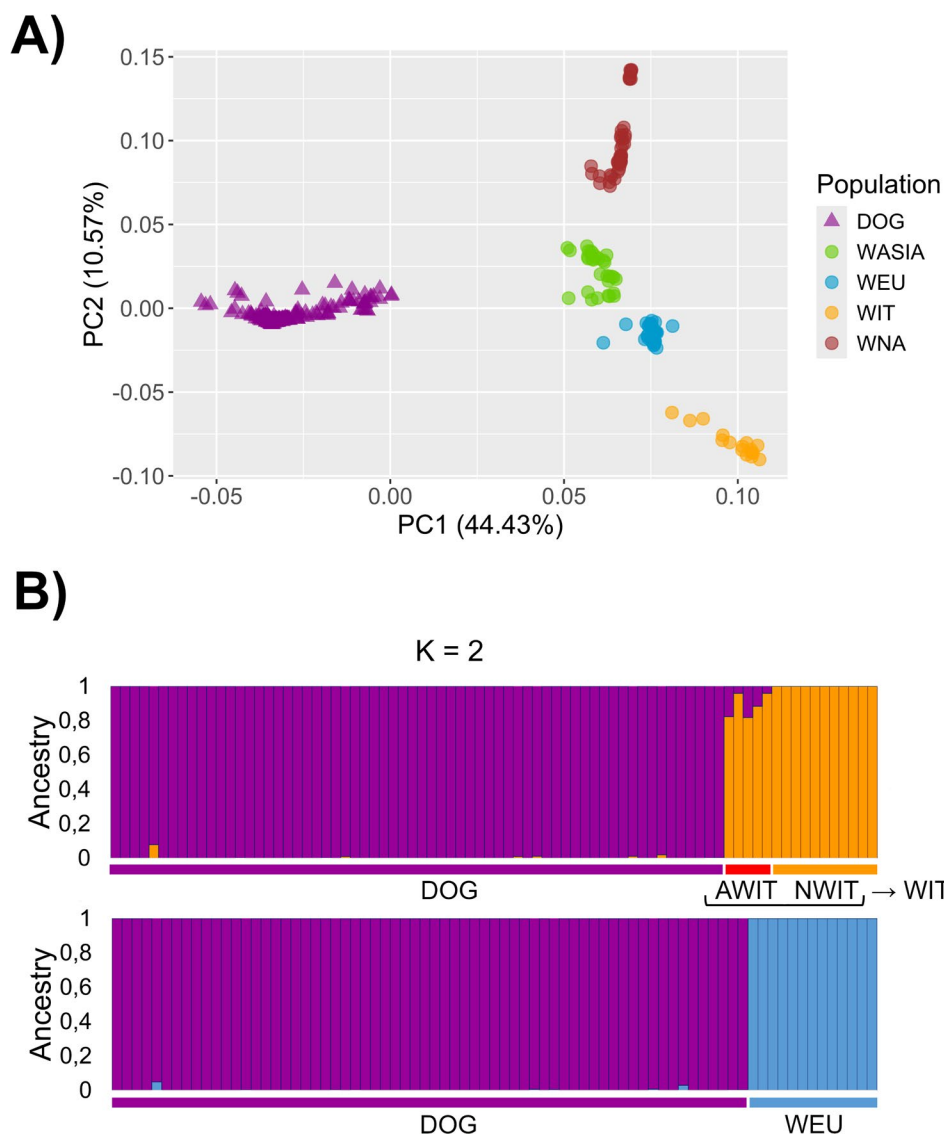 A)
0.15
0.10
0.05
0.00
-0.05
-0.10
PC2 (10.57%)
-0.05 0.00 0.05 0.10
PC1 (44.43%)
Population
DOG
WASIA
WEU
WIT
WNA
B)
K = 2
1
0,8
0,6
0,4
0,2
0
Ancestry
DOG AWIT NWIT → WIT
1
0,8
0,6
0,4
0,2
0
Ancestry
DOG WEU